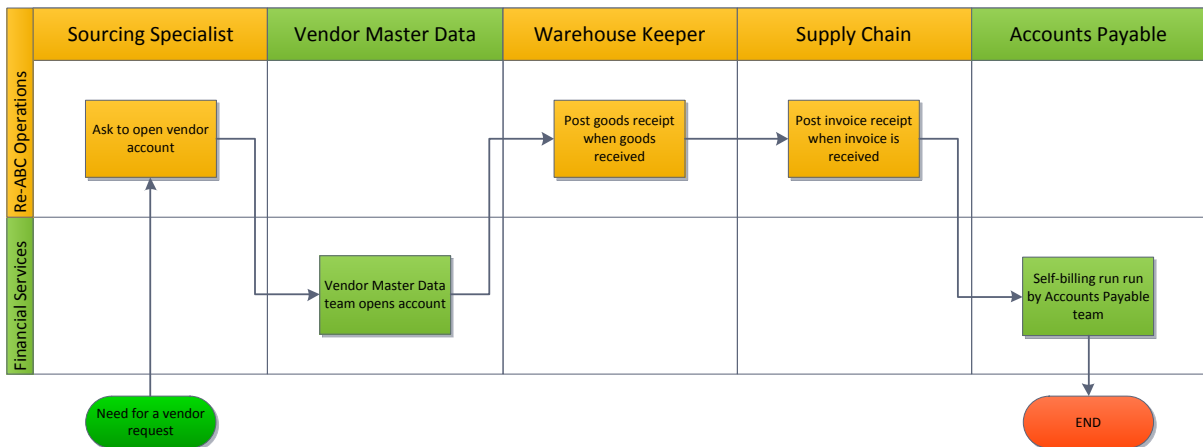 Sourcing Specialist
Vendor Master Data
Warehouse Keeper
Supply Chain
Accounts Payable
Re-ABC Operations
Ask to open vendor
account
Post goods receipt
when goods
received
Post invoice receipt
when invoice is
received
Financial Services
Vendor Master Data
team opens account
Self-billing run run
by Accounts Payable
team
Need for a vendor
request
END